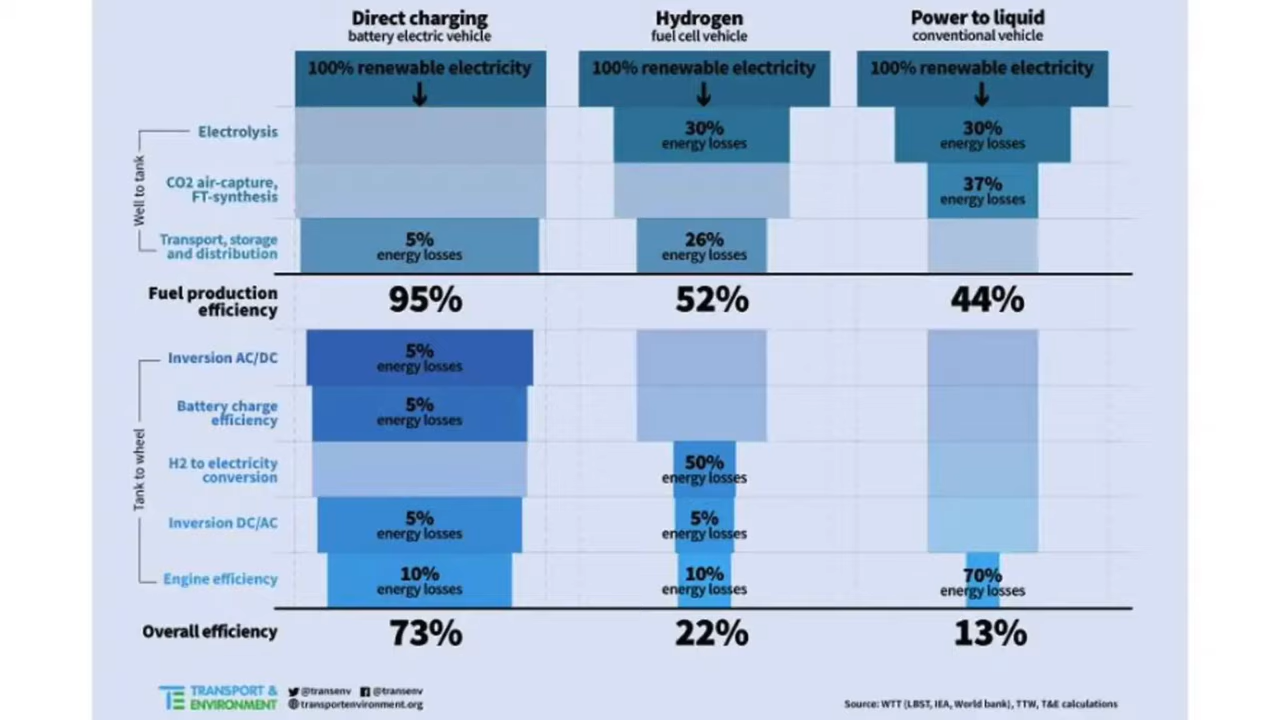 Direct charging
battery electric vehicle
Hydrogen
fuel cell vehicle
Power to liquid
conventional vehicle
100% renewable electricity
100% renewable electricity
100% renewable electricity
Well to tank
Electrolysis
30%
energy losses
30%
energy losses
CO2 air-capture,
FT-synthesis
37%
energy losses
Transport, storage
and distribution
5%
energy losses
26%
energy losses
Fuel production
efficiency
95%
52%
44%
Tank to wheel
Inversion AC/DC
5%
energy losses
Battery charge
efficiency
5%
energy losses
H2 to electricity
conversion
50%
energy losses
Inversion DC/AC
5%
energy losses
5%
energy losses
Engine efficiency
10%
energy losses
10%
energy losses
70%
energy losses
Overall efficiency
73%
22%
13%
TE TRANSPORT &
ENVIRONMENT
@transenv @transenv
transportenvironment.org
Source: WTT (LBST, IEA, World bank), TTW, T&E calculations